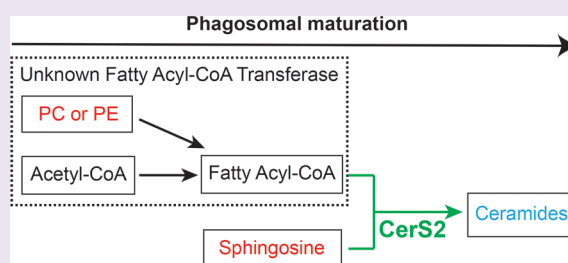 Phagosomal maturation
Unknown Fatty Acyl-CoA Transferase
PC or PE
Acetyl-CoA
Fatty Acyl-CoA
Ceramides
CerS2
Sphingosine